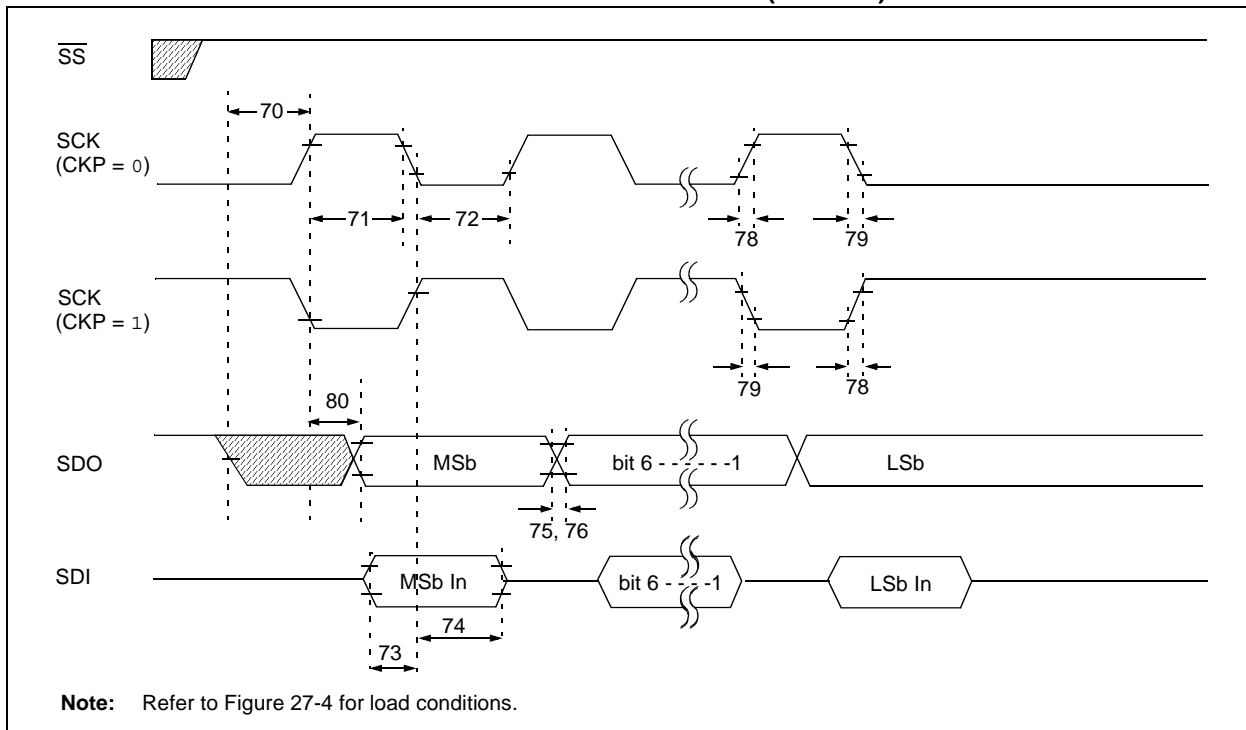 SS
70
SCK
(CKP = 0)
71
72
78
79
SCK
(CKP = 1)
79
78
80
SDO
MSb
bit 6 - - - - - -1
LSb
75, 76
SDI
MSb In
bit 6 - - - -1
LSb In
74
73
Note: Refer to Figure 27-4 for load conditions.